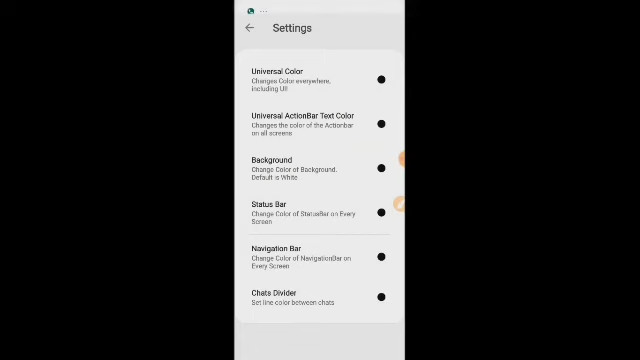 Settings
Universal Color
Changes Color everywhere,
including UI!
Universal ActionBar Text Color
Changes the color of the Actionbar
on all screens
Background
Change Color of Background.
Default is White
Status Bar
Change Color of StatusBar on Every
Screen
Navigation Bar
Change Color of NavigationBar on
Every Screen
Chats Divider
Set line color between chats